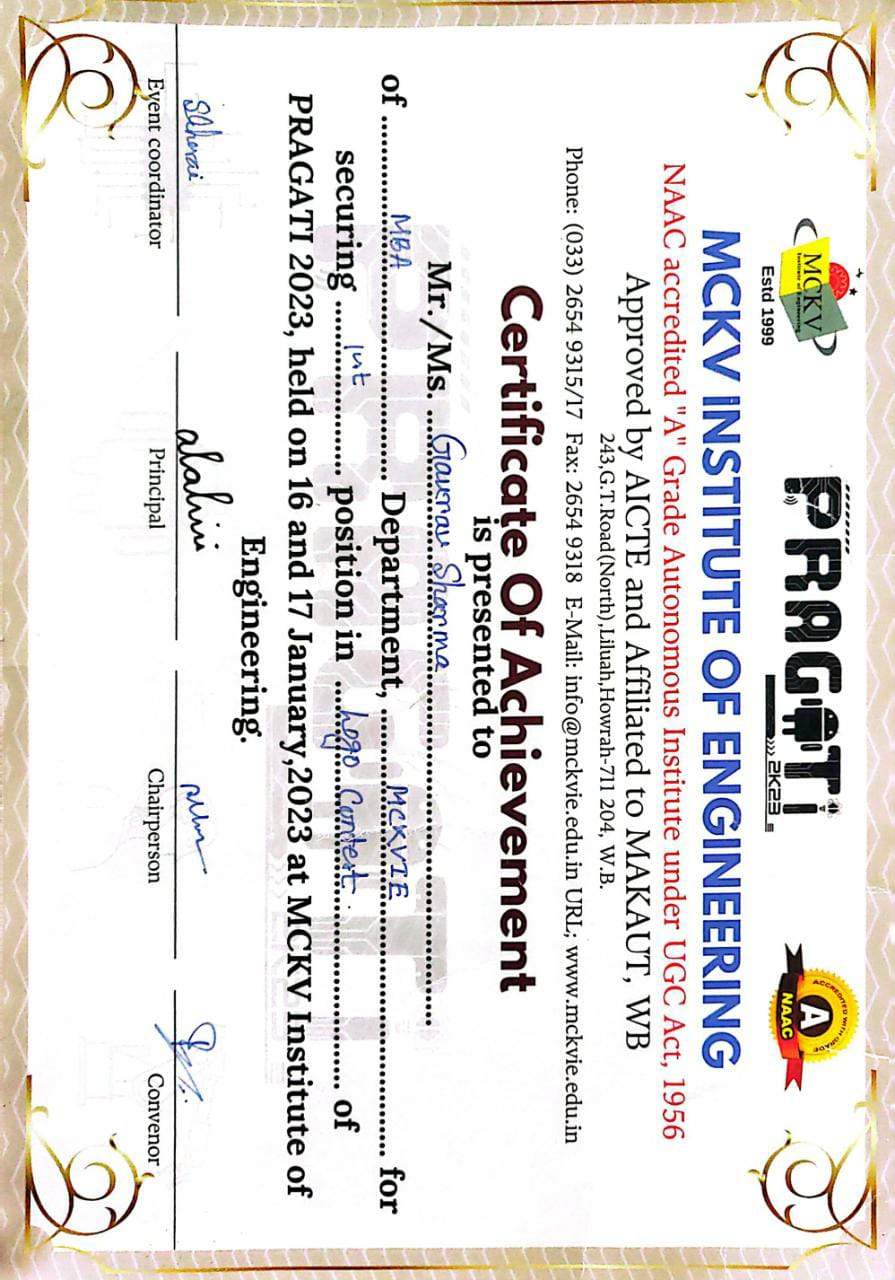 MCKV
Institute of Engineering
Estd 1999
PRAGATi
2K23
ACCREDITED WITH GRADE
A
NAAC
MCKV INSTITUTE OF ENGINEERING
NAAC accredited "A" Grade Autonomous Institute under UGC Act, 1956
Approved by AICTE and Affiliated to MAKAUT, WB
243,G.T.Road(North),Liluah,Howrah-711 204, W.B.
Phone: (033) 2654 9315/17 Fax: 2654 9318 E-Mail: info@mckvie.edu.in URL; www.mckvie.edu.in
Certificate Of Achievement
is presented to
Mr./Ms. Gaurav Sharma
of MBA Department, MCKVIE for
securing 1st position in Logo Contest of
PRAGATI 2023, held on 16 and 17 January,2023 at MCKV Institute of
Engineering.
Event coordinator Principal Chairperson Convenor